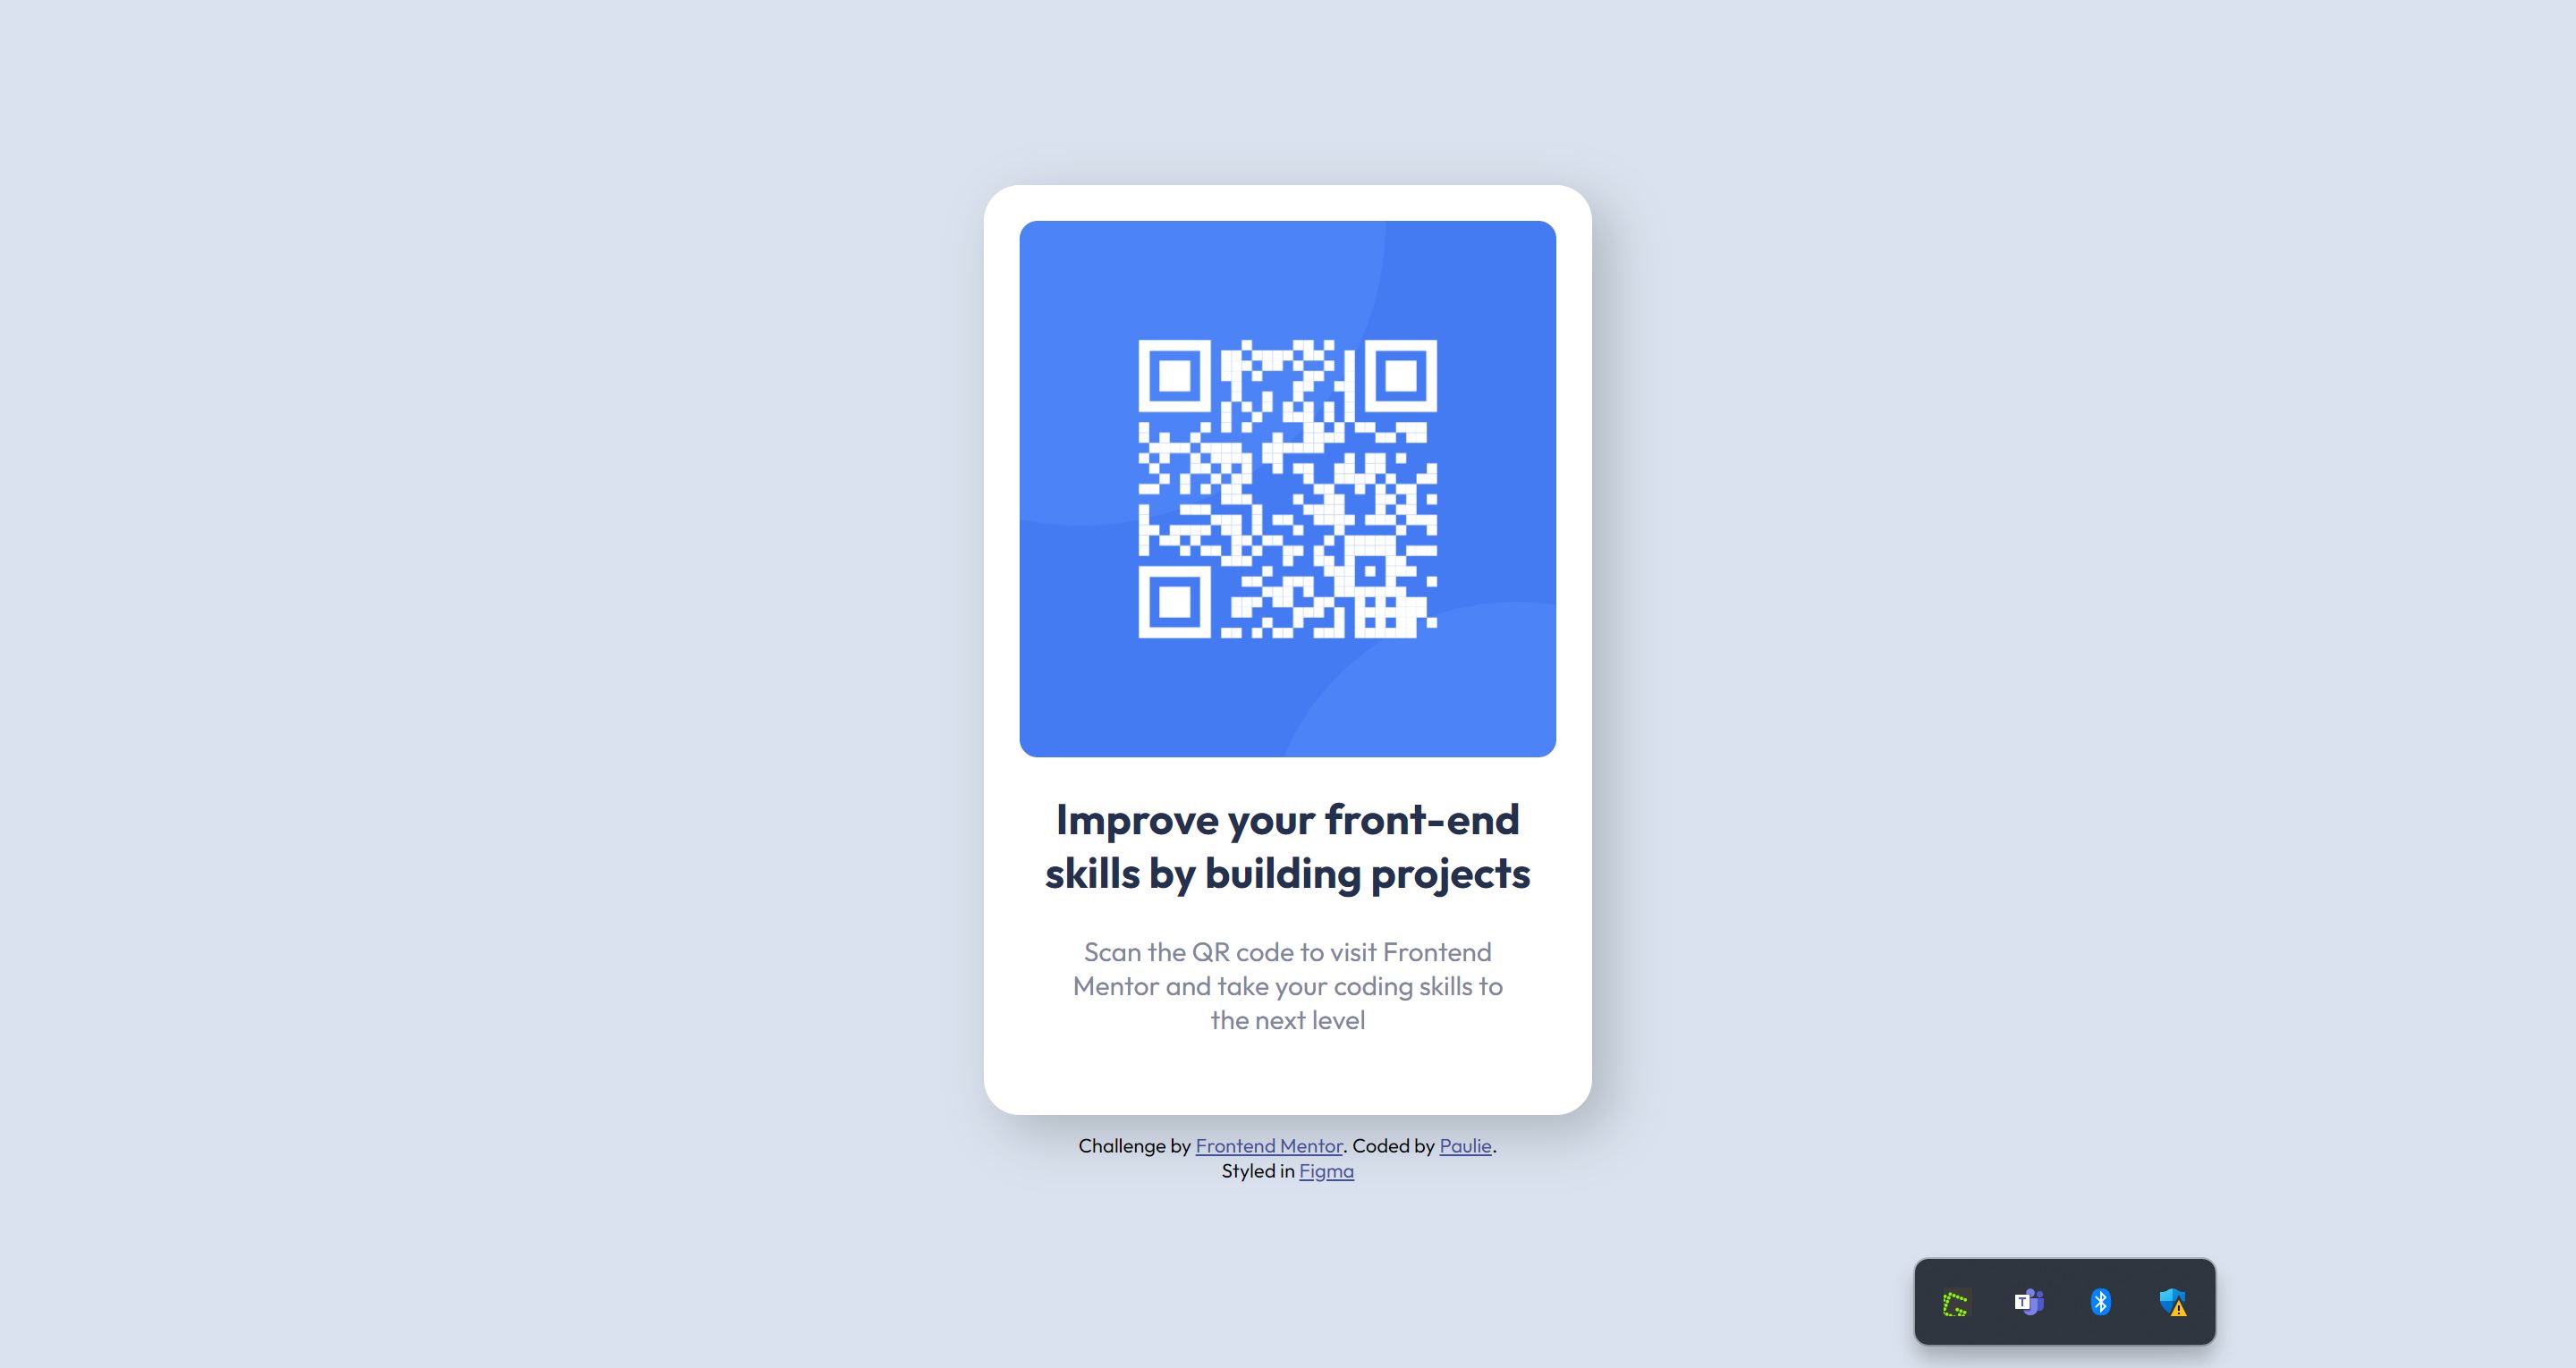 Improve your front-end
skills by building projects
Scan the QR code to visit Frontend
Mentor and take your coding skills to
the next level
Challenge by Frontend Mentor. Coded by Paulie.
Styled in Figma
T